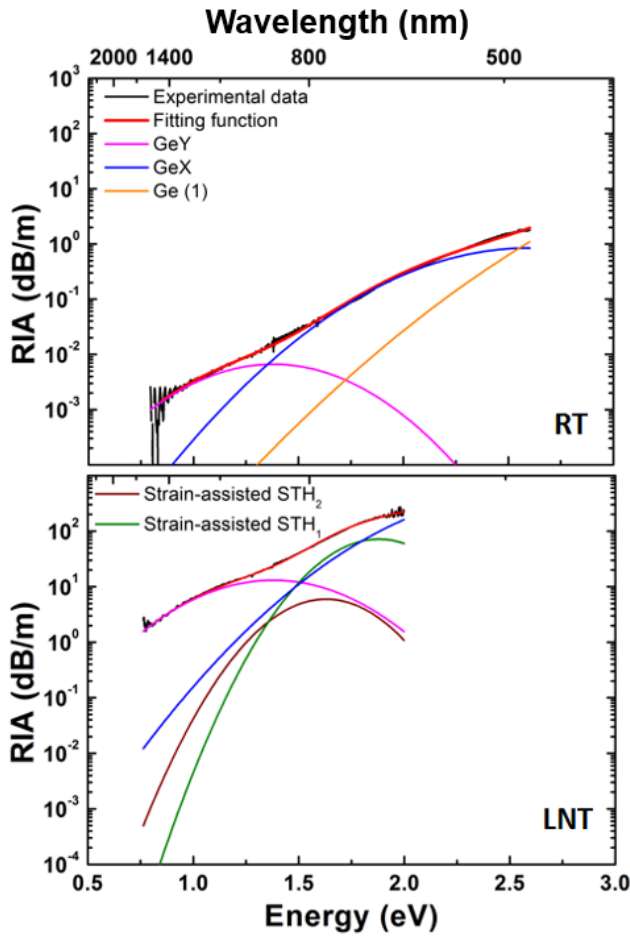 Wavelength (nm)
2000 1400 800 500
10³
10²
10¹
10⁰
10⁻¹
10⁻²
10⁻³
RIA (dB/m)
Experimental data
Fitting function
GeY
GeX
Ge (1)
RT
10²
10¹
10⁰
10⁻¹
10⁻²
10⁻³
10⁻⁴
RIA (dB/m)
Strain-assisted STH₂
Strain-assisted STH₁
LNT
0.5 1.0 1.5 2.0 2.5 3.0
Energy (eV)